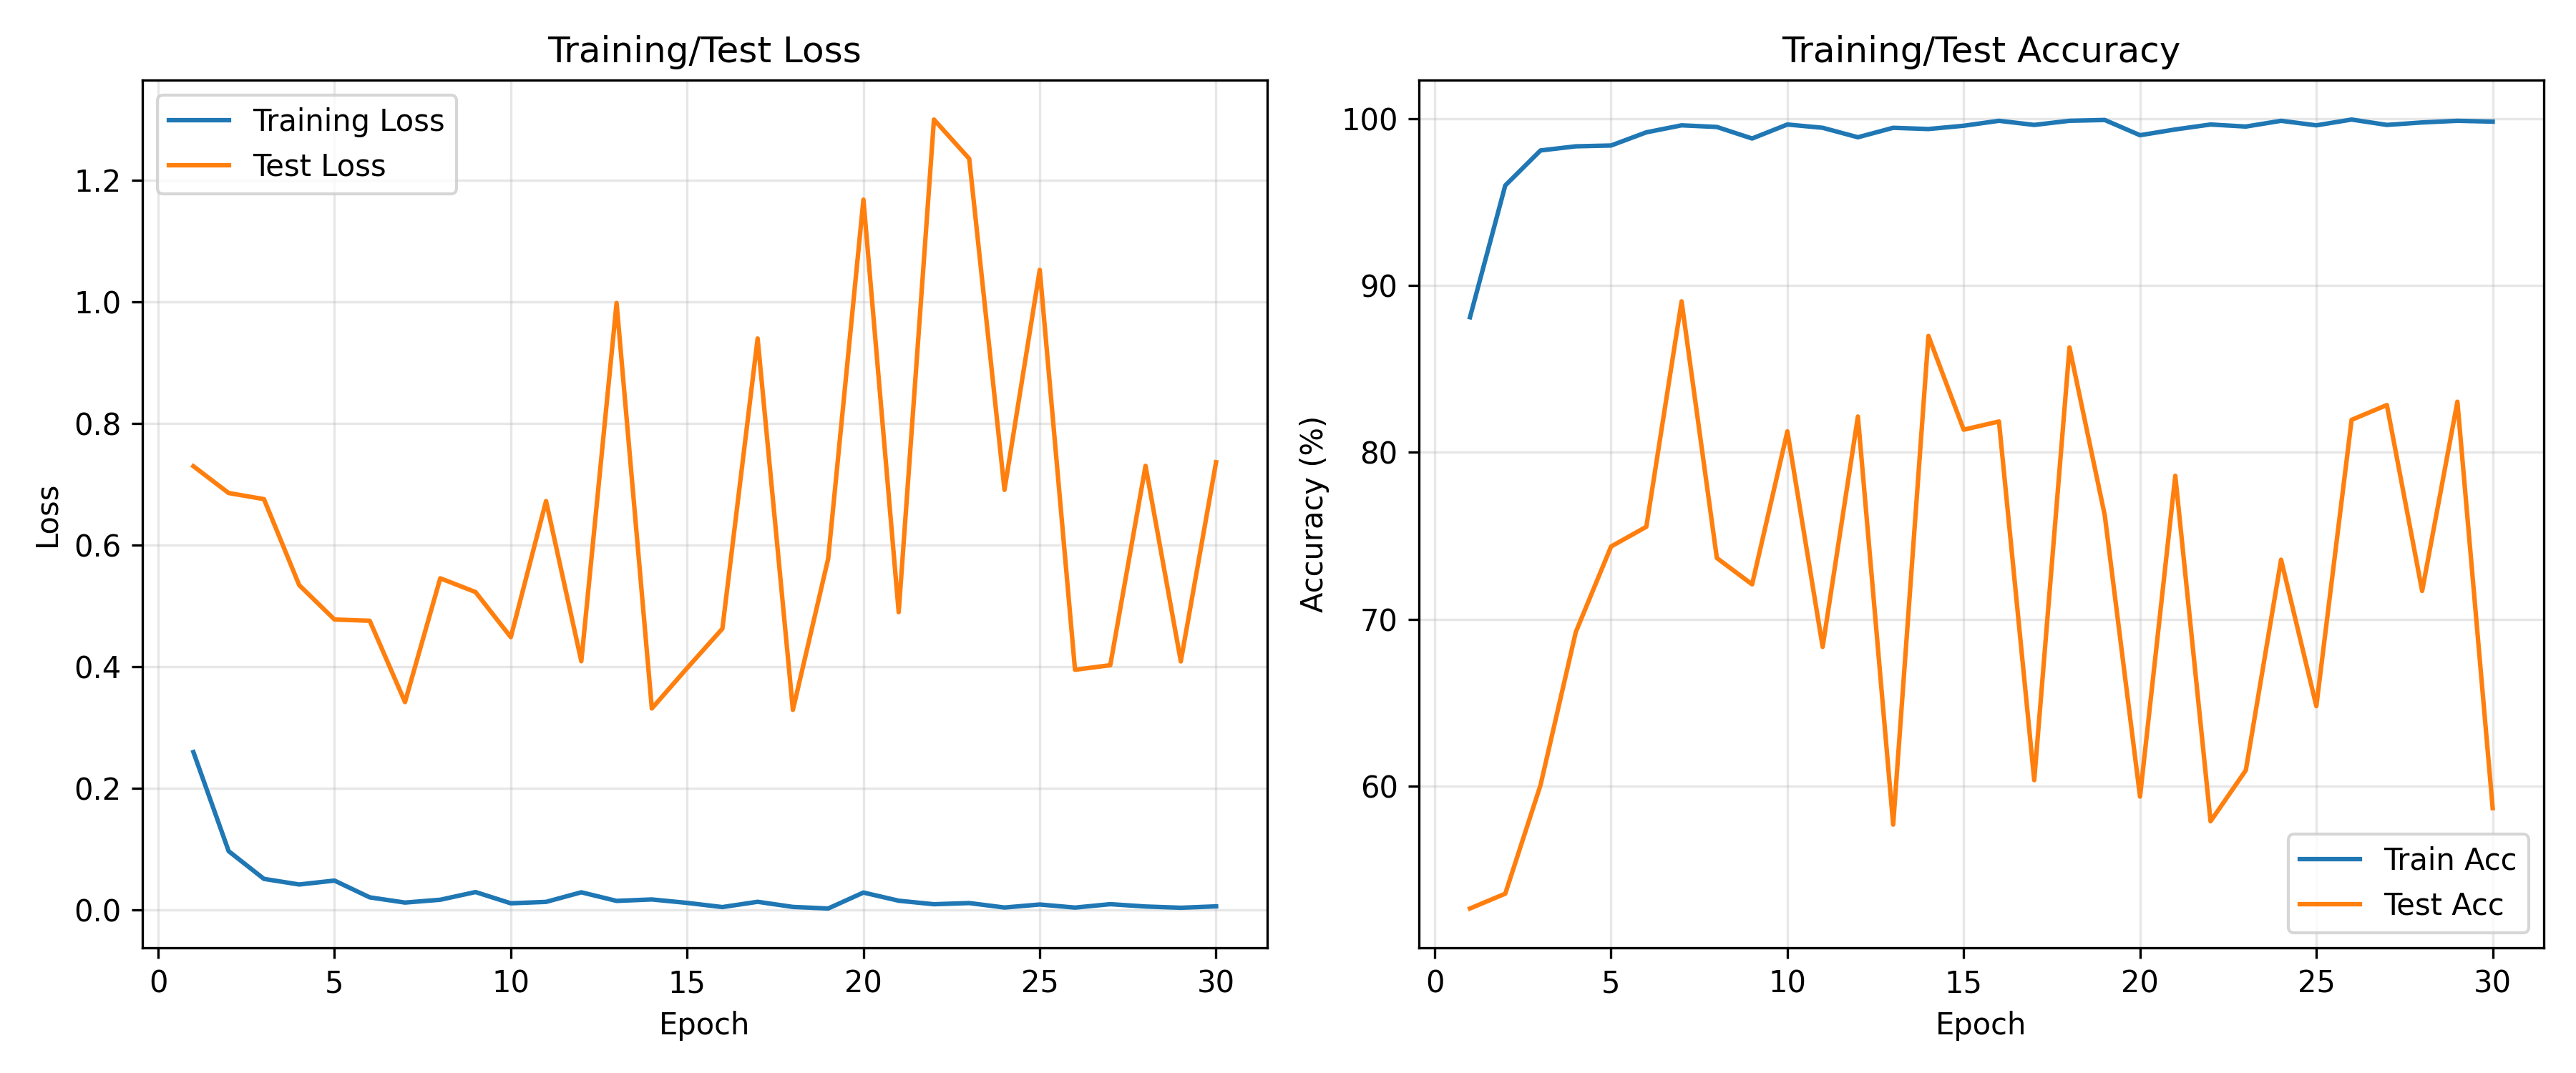 Training/Test Loss
Training Loss
Test Loss
Loss
1.2
1.0
0.8
0.6
0.4
0.2
0.0
0 5 10 15 20 25 30
Epoch
Training/Test Accuracy
Accuracy (%)
100
90
80
70
60
Train Acc
Test Acc
0 5 10 15 20 25 30
Epoch